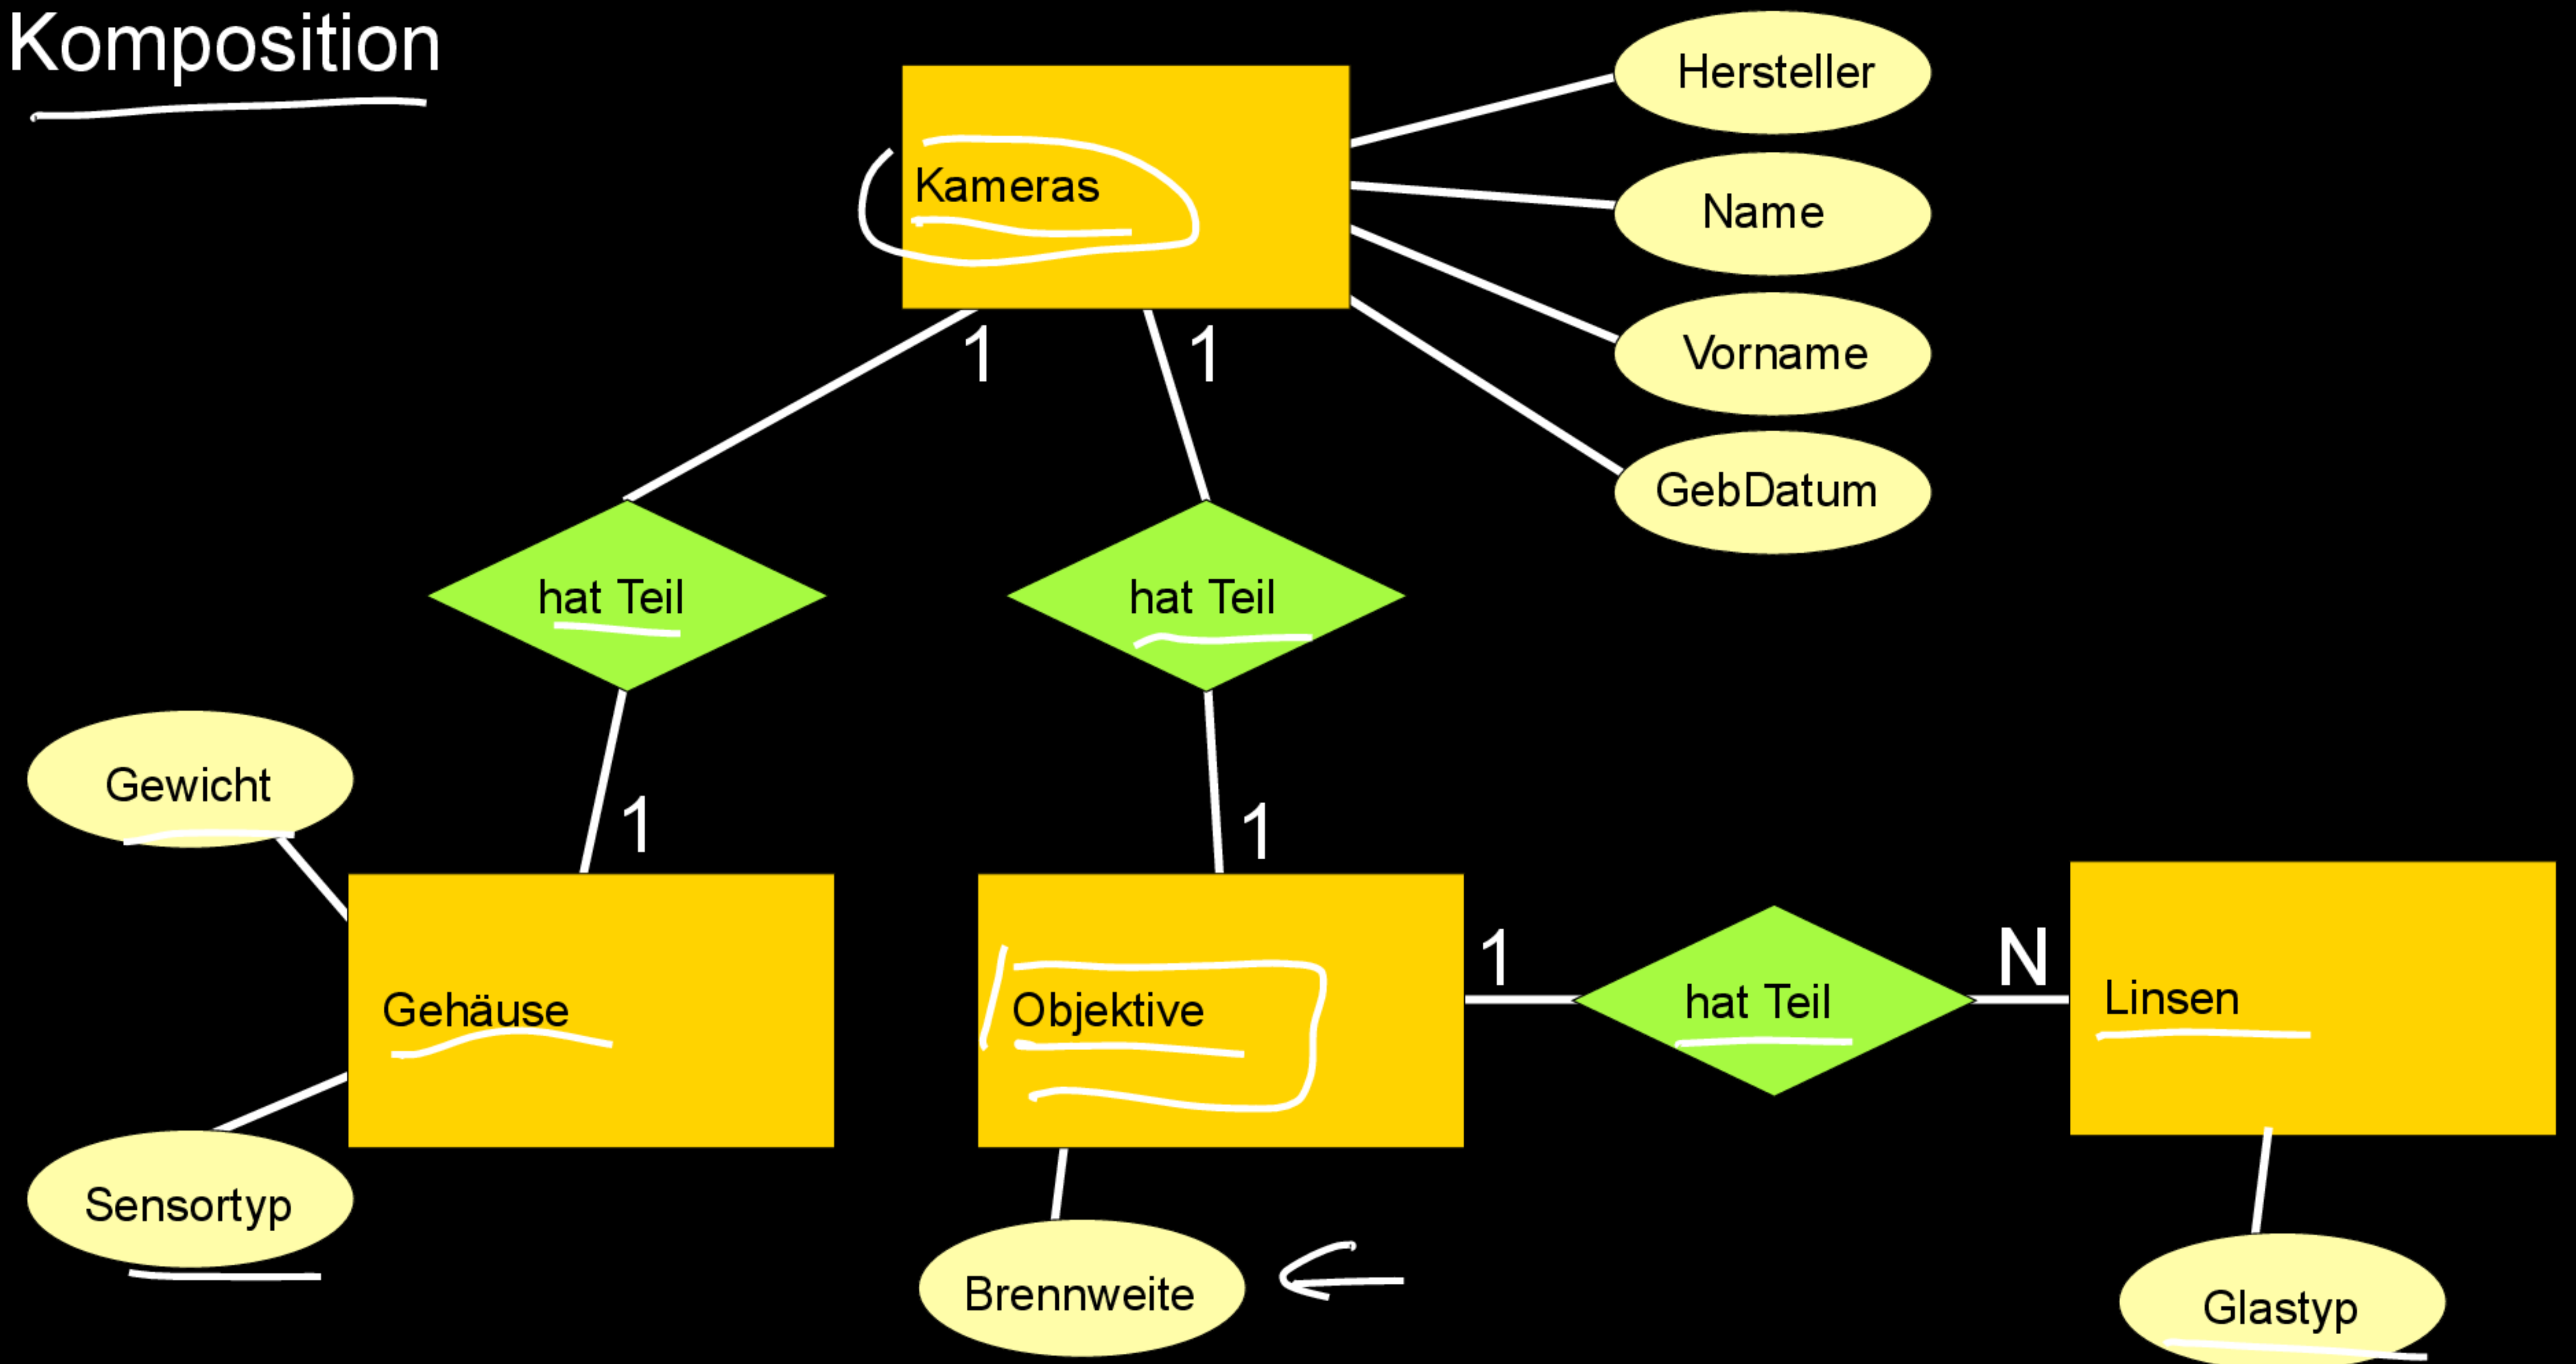 Komposition
Hersteller
Kameras
Name
Vorname
GebDatum
1
1
hat Teil
hat Teil
Gewicht
1
1
Gehäuse
Objektive
1
hat Teil
N
Linsen
Sensortyp
Brennweite
Glastyp